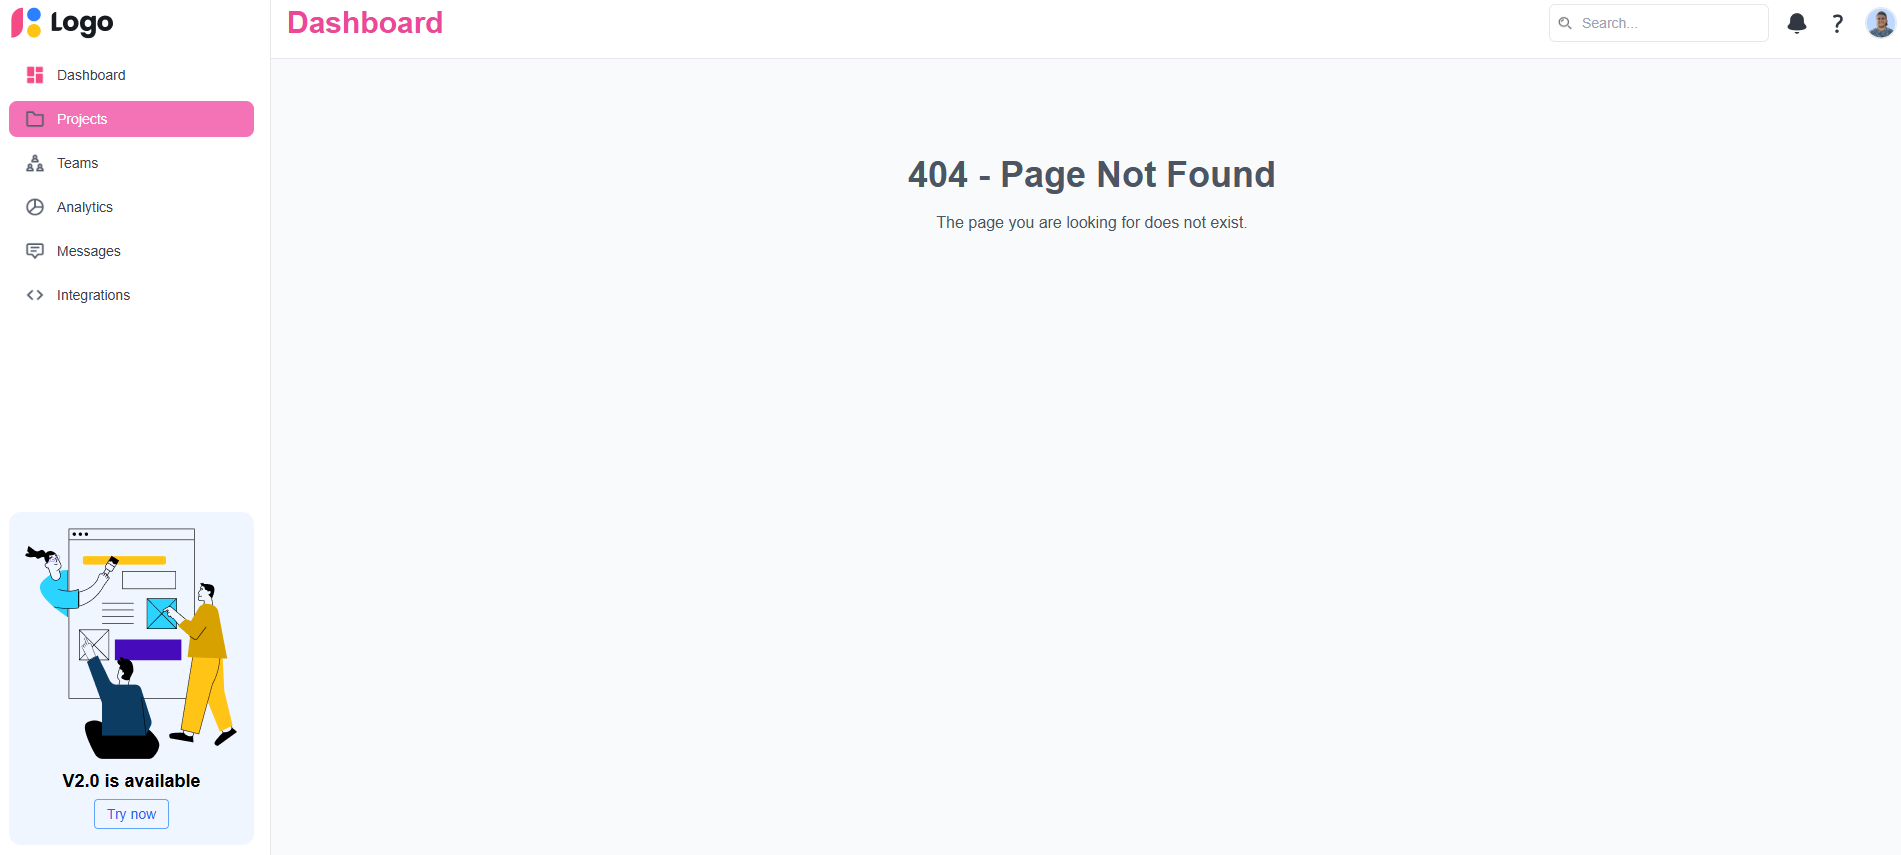 Logo
Dashboard
Projects
Teams
Analytics
Messages
Integrations
V2.0 is available
Try now
Dashboard
Search...
404 - Page Not Found
The page you are looking for does not exist.